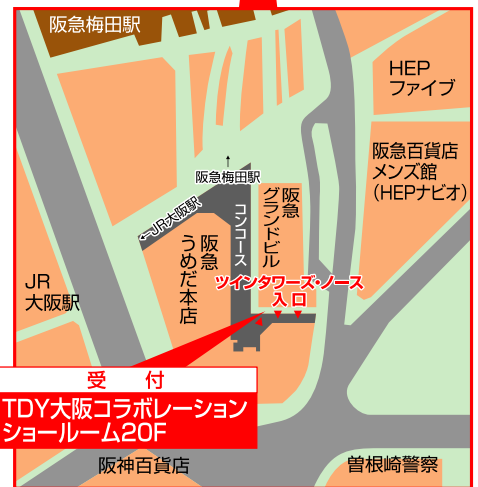 阪急梅田駅
HEP
ファイブ
阪急百貨店
メンズ館
（HEPナビオ）
↑
阪急梅田駅
←JR大阪駅
コンコース
阪急
グランドビル
阪急
うめだ本店
JR
大阪駅
ツインタワーズ・ノース
入口
受 付
TDY大阪コラボレーション
ショールーム20F
阪神百貨店
曽根崎警察